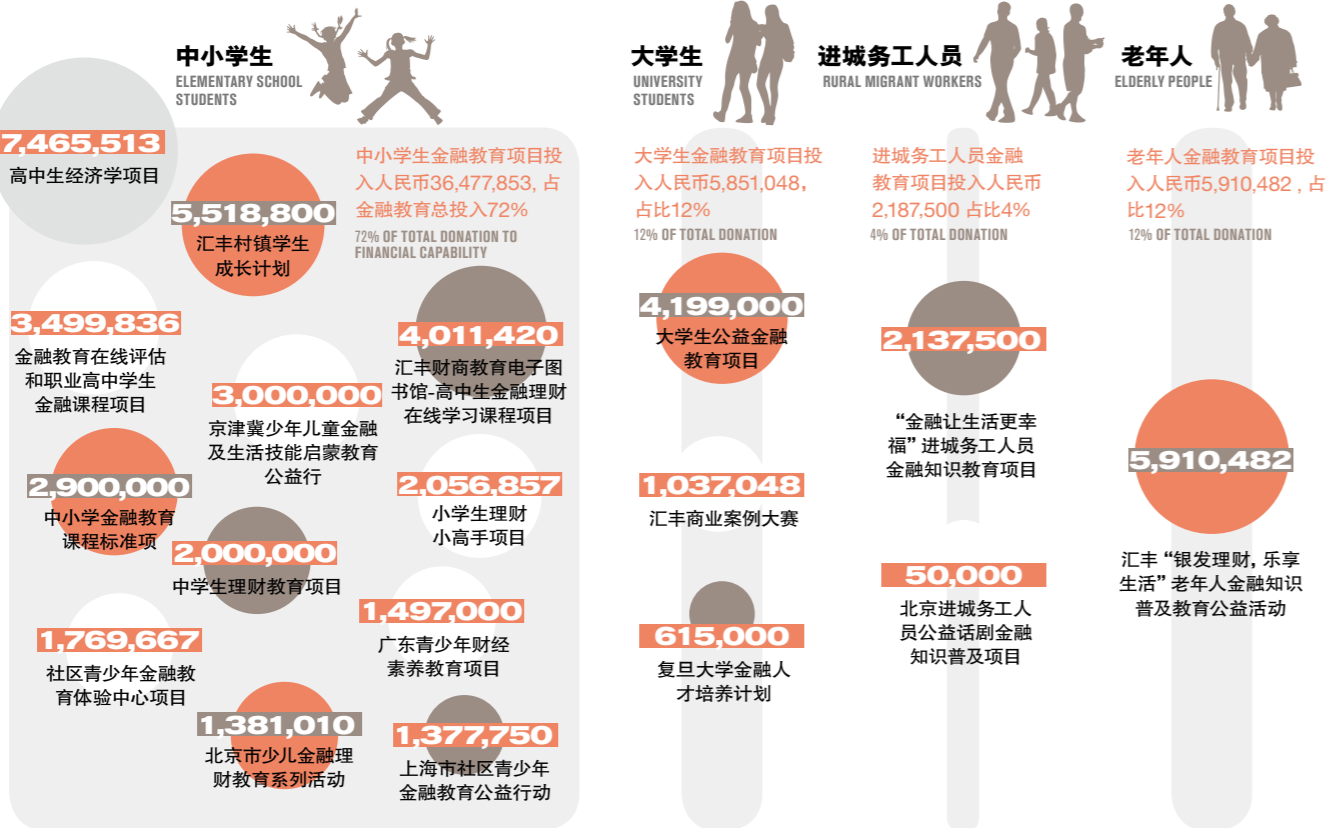 中小学生
ELEMENTARY SCHOOL
STUDENTS
中小学生金融教育项目投
入人民币36,477,853, 占
金融教育总投入72%
72% OF TOTAL DONATION TO
FINANCIAL CAPABILITY
7,465,513
高中生经济学项目
5,518,800
汇丰村镇学生
成长计划
3,499,836
金融教育在线评估
和职业高中学生
金融课程项目
3,000,000
京津冀少年儿童金融
及生活技能启蒙教育
公益行
4,011,420
汇丰财商教育电子图
书馆-高中生金融理财
在线学习课程项目
2,900,000
中小学金融教育
课程标准项
2,056,857
小学生理财
小高手项目
2,000,000
中学生理财教育项目
1,769,667
社区青少年金融教
育体验中心项目
1,497,000
广东青少年财经
素养教育项目
1,381,010
北京市少儿金融理
财教育系列活动
1,377,750
上海市社区青少年
金融教育公益行动
大学生
UNIVERSITY
STUDENTS
大学生金融教育项目投
入人民币5,851,048,
占比12%
12% OF TOTAL DONATION
4,199,000
大学生公益金融
教育项目
1,037,048
汇丰商业案例大赛
615,000
复旦大学金融人
才培养计划
进城务工人员
RURAL MIGRANT WORKERS
进城务工人员金融
教育项目投入人民币
2,187,500 占比4%
4% OF TOTAL DONATION
2,137,500
“金融让生活更幸
福”进城务工人员
金融知识教育项目
50,000
北京进城务工人
员公益话剧金融
知识普及项目
老年人
ELDERLY PEOPLE
老年人金融教育项目投
入人民币5,910,482 , 占
比12%
12% OF TOTAL DONATION
5,910,482
汇丰“银发理财, 乐享
生活”老年人金融知识
普及教育公益活动